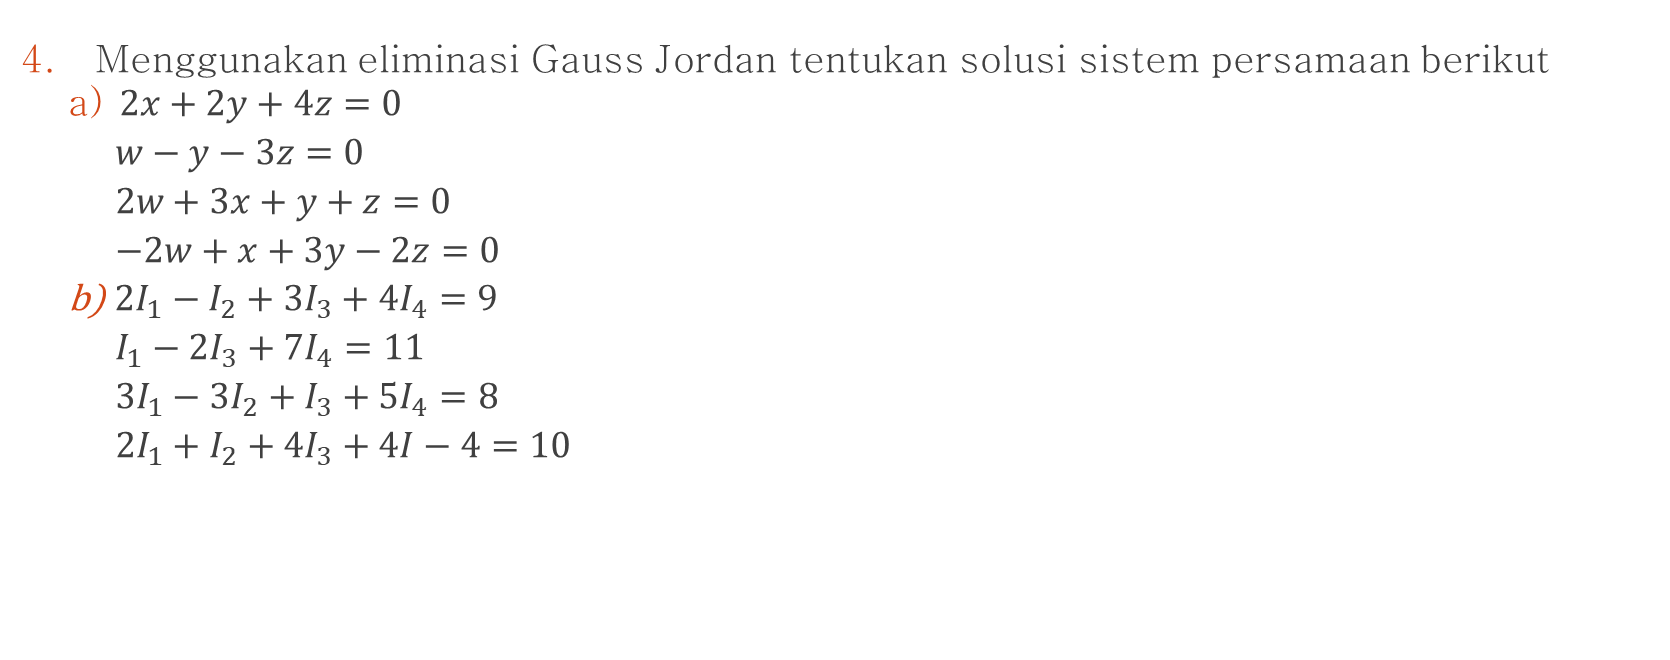 4. Menggunakan eliminasi Gauss Jordan tentukan solusi sistem persamaan berikut
a) 2x + 2y + 4z = 0
w − y − 3z = 0
2w + 3x + y + z = 0
−2w + x + 3y − 2z = 0
b) 2I₁ − I₂ + 3I₃ + 4I₄ = 9
I₁ − 2I₃ + 7I₄ = 11
3I₁ − 3I₂ + I₃ + 5I₄ = 8
2I₁ + I₂ + 4I₃ + 4I − 4 = 10